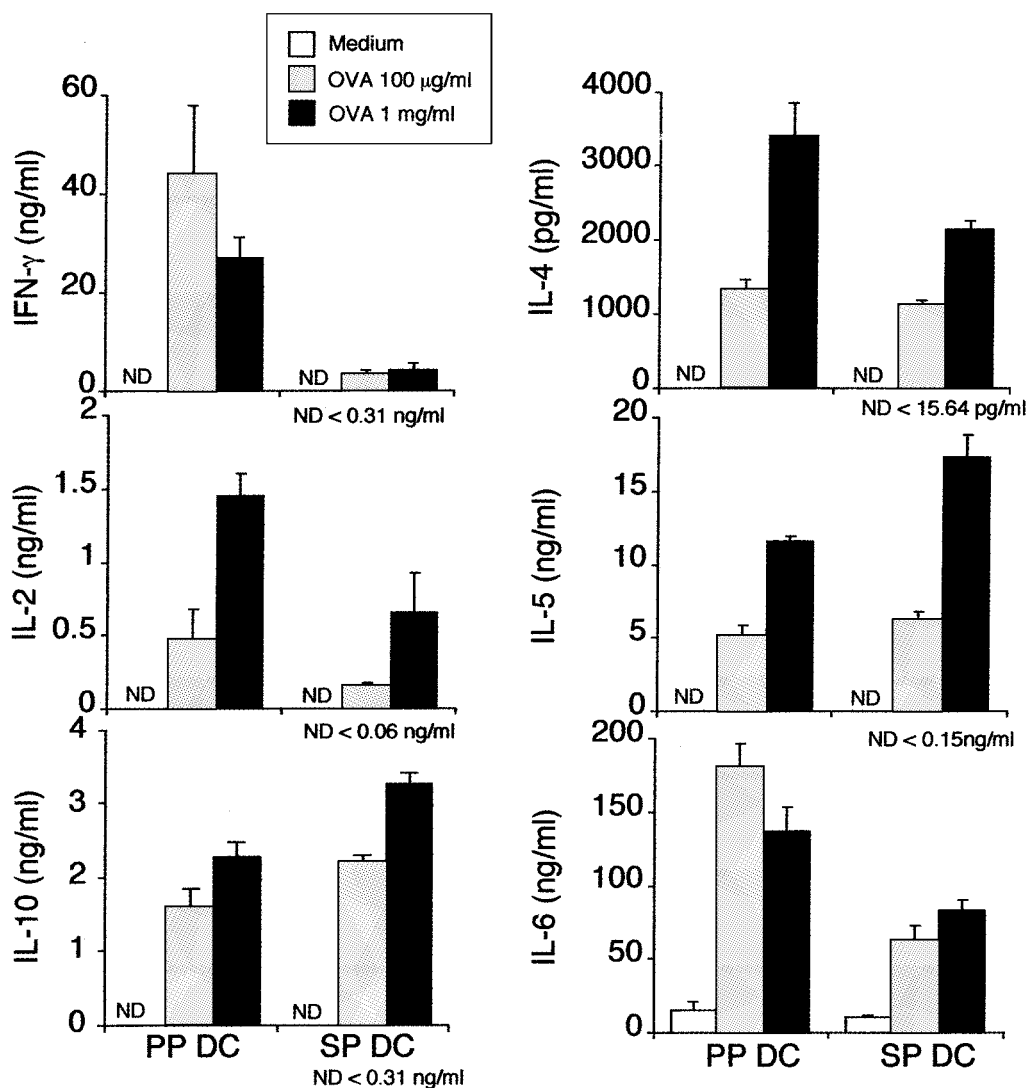 Medium
OVA 100 µg/ml
OVA 1 mg/ml
IFN-γ (ng/ml)
60
40
20
0
ND
ND
ND < 0.31 ng/ml
IL-4 (pg/ml)
4000
3000
2000
1000
0
ND
ND
ND < 15.64 pg/ml
IL-2 (ng/ml)
2
1.5
1
0.5
0
ND
ND
ND < 0.06 ng/ml
IL-5 (ng/ml)
20
15
10
5
0
ND
ND
ND < 0.15ng/ml
IL-10 (ng/ml)
4
3
2
1
0
ND
ND
PP DC
SP DC
ND < 0.31 ng/ml
IL-6 (ng/ml)
200
150
100
50
0
PP DC
SP DC